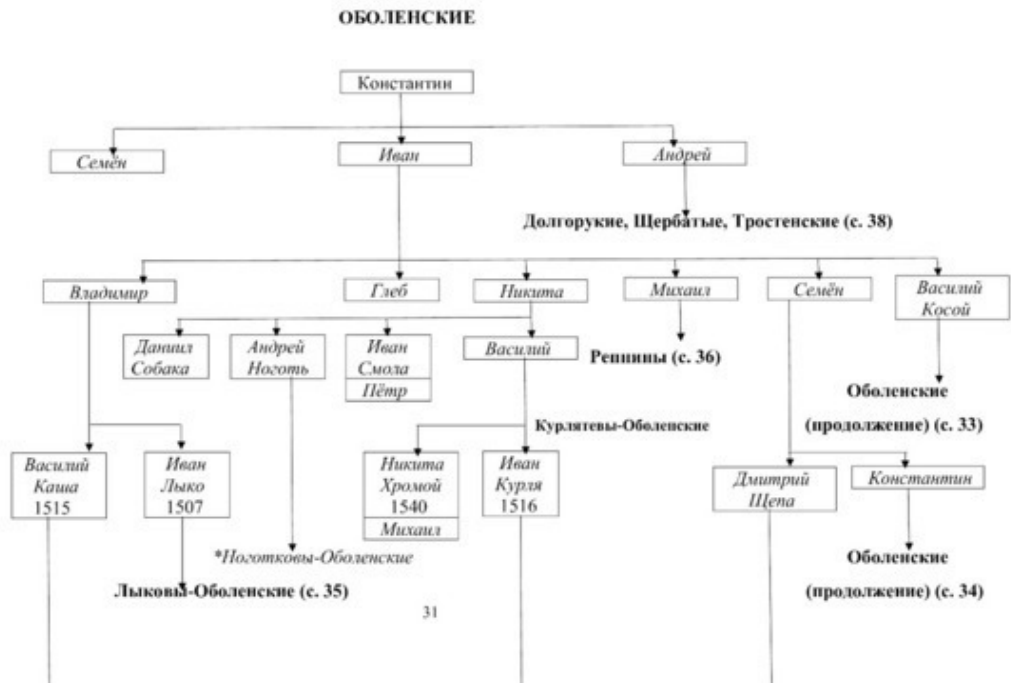 ОБОЛЕНСКИЕ
Константин
Семён
Иван
Андрей
Долгорукие, Щербатые, Тростенские (с. 38)
Владимир
Глеб
Никита
Михаил
Семён
Василий
Косой
Даниил
Собака
Андрей
Ноготь
Иван
Смола
Пётр
Василий
Репнины (с. 36)
Оболенские
(продолжение) (с. 33)
Курлятевы-Оболенские
Василий
Каша
1515
Иван
Лыко
1507
Никита
Хромой
1540
Михаил
Иван
Курля
1516
Дмитрий
Щепа
Константин
*Ноготковы-Оболенские
Лыковы-Оболенские (с. 35)
Оболенские
(продолжение) (с. 34)
31